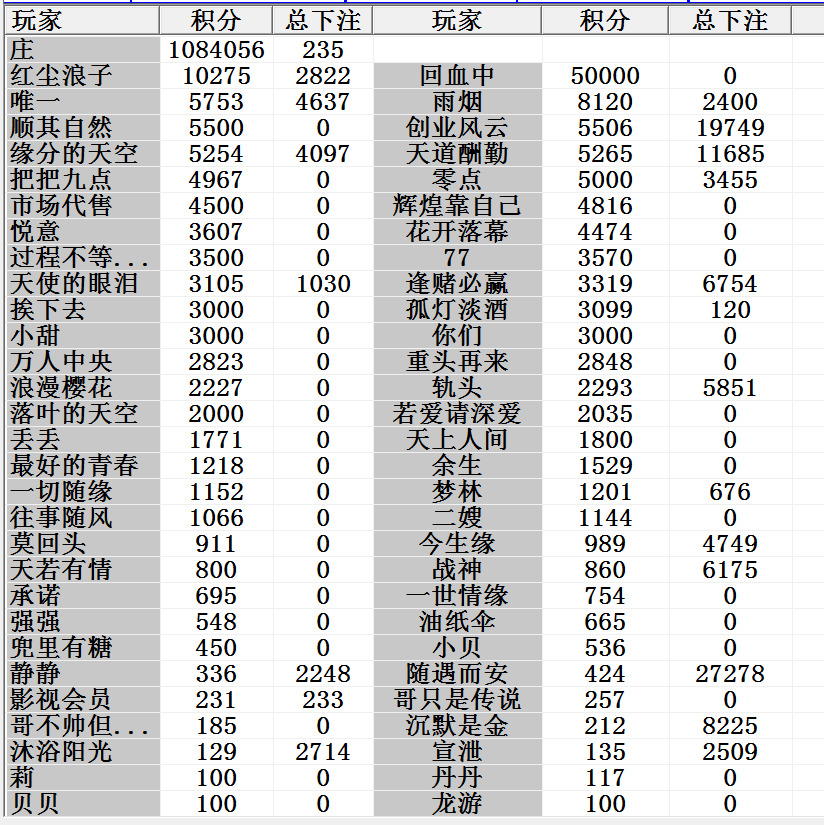 玩家 积分 总下注 玩家 积分 总下注
庄 1084056 235
红尘浪子 10275 2822 回血中 50000 0
唯一 5753 4637 雨烟 8120 2400
顺其自然 5500 0 创业风云 5506 19749
缘分的天空 5254 4097 天道酬勤 5265 11685
把把九点 4967 0 零点 5000 3455
市场代售 4500 0 辉煌靠自己 4816 0
悦意 3607 0 花开落幕 4474 0
过程不等... 3500 0 77 3570 0
天使的眼泪 3105 1030 逢赌必赢 3319 6754
挨下去 3000 0 孤灯淡酒 3099 120
小甜 3000 0 你们 3000 0
万人中央 2823 0 重头再来 2848 0
浪漫樱花 2227 0 轨头 2293 5851
落叶的天空 2000 0 若爱请深爱 2035 0
丢丢 1771 0 天上人间 1800 0
最好的青春 1218 0 余生 1529 0
一切随缘 1152 0 梦林 1201 676
往事随风 1066 0 二嫂 1144 0
莫回头 911 0 今生缘 989 4749
天若有情 800 0 战神 860 6175
承诺 695 0 一世情缘 754 0
强强 548 0 油纸伞 665 0
兜里有糖 450 0 小贝 536 0
静静 336 2248 随遇而安 424 27278
影视会员 231 233 哥只是传说 257 0
哥不帅但... 185 0 沉默是金 212 8225
沐浴阳光 129 2714 宣泄 135 2509
莉 100 0 丹丹 117 0
贝贝 100 0 龙游 100 0